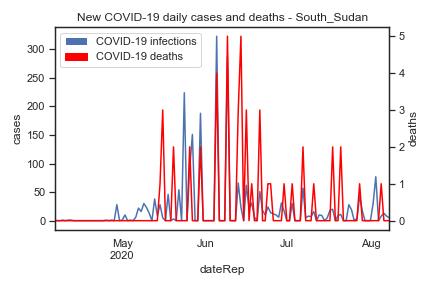 New COVID-19 daily cases and deaths - South_Sudan
COVID-19 infections
COVID-19 deaths
300
250
200
150
100
50
0
cases
5
4
3
2
1
0
deaths
May
2020
Jun
Jul
Aug
dateRep